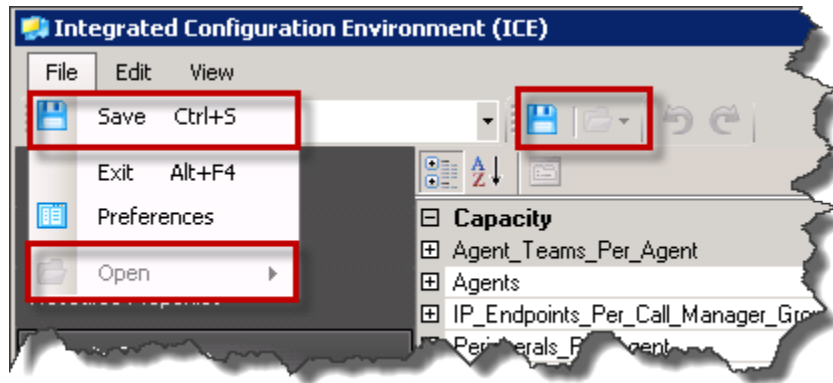 Integrated Configuration Environment (ICE)
File Edit View
Save Ctrl+S
Exit Alt+F4
Preferences
Open
Capacity
Agent_Teams_Per_Agent
Agents
IP_Endpoints_Per_Call_Manager_Gro